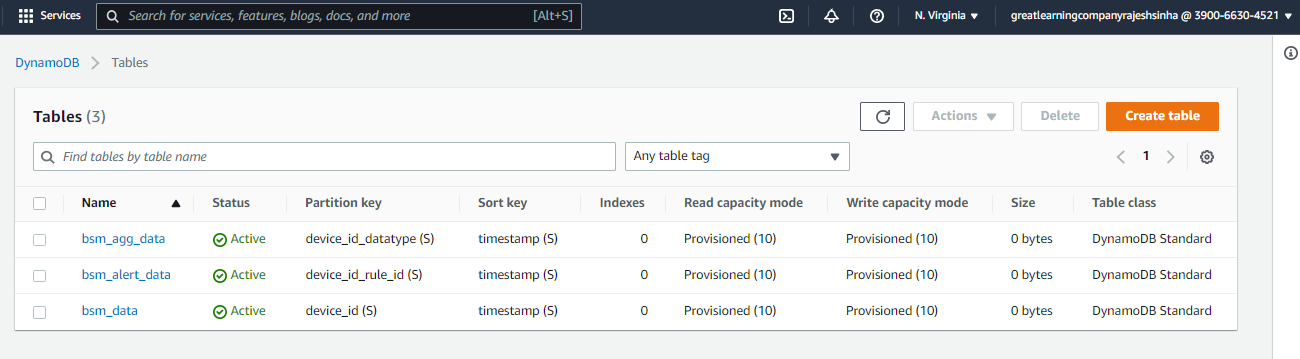 Services Search for services, features, blogs, docs, and more [Alt+S] N. Virginia greatlearningcompanyrajeshsinha @ 3900-6630-4521
DynamoDB Tables
Tables (3) Actions Delete Create table
Find tables by table name Any table tag 1
Name Status Partition key Sort key Indexes Read capacity mode Write capacity mode Size Table class
bsm_agg_data Active device_id_datatype (S) timestamp (S) 0 Provisioned (10) Provisioned (10) 0 bytes DynamoDB Standard
bsm_alert_data Active device_id_rule_id (S) timestamp (S) 0 Provisioned (10) Provisioned (10) 0 bytes DynamoDB Standard
bsm_data Active device_id (S) timestamp (S) 0 Provisioned (10) Provisioned (10) 0 bytes DynamoDB Standard